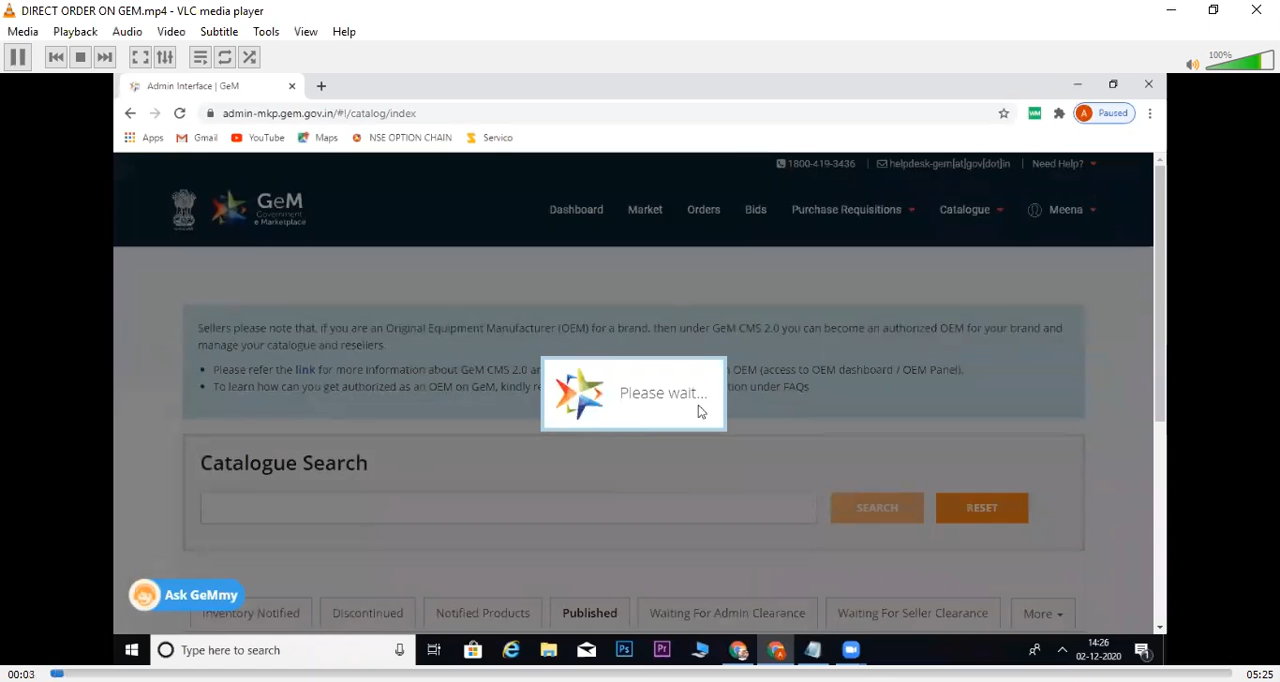 DIRECT ORDER ON GEM.mp4 - VLC media player
Media Playback Audio Video Subtitle Tools View Help
100%
Admin Interface | GeM
admin-mkp.gem.gov.in/#!/catalog/index
A Paused
Apps Gmail YouTube Maps NSE OPTION CHAIN Servico
1800-419-3436 | helpdesk-gem[at]gov[dot]in | Need Help?
GeM
Government
e Marketplace
Dashboard Market Orders Bids Purchase Requisitions Catalogue Meena
Sellers please note that, if you are an Original Equipment Manufacturer (OEM) for a brand, then under GeM CMS 2.0 you can become an authorized OEM for your brand and
manage your catalogue and resellers.
Please refer the link for more information about GeM CMS 2.0 OEM (access to OEM dashboard / OEM Panel).
To learn how can you get authorized as an OEM on GeM, kindly under FAQs
Please wait...
Catalogue Search
SEARCH RESET
Ask GeMmy
Inventory Notified Discontinued Notified Products Published Waiting For Admin Clearance Waiting For Seller Clearance More
Type here to search
Ps Pr
14:26
02-12-2020
1
00:03 05:25